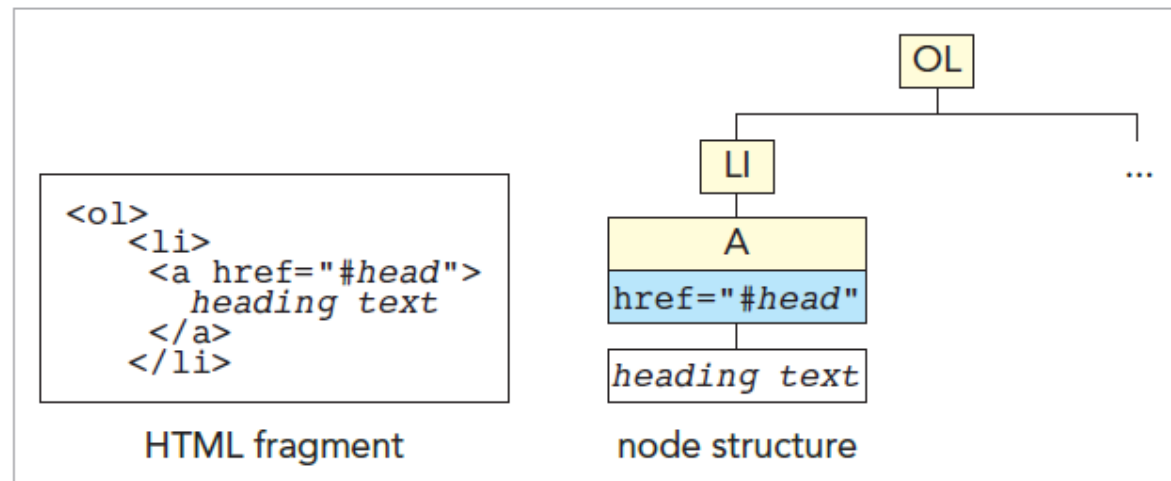 <ol>
<li>
<a href="#head">
heading text
</a>
</li>
HTML fragment
OL
LI
...
A
href="#head"
heading text
node structure